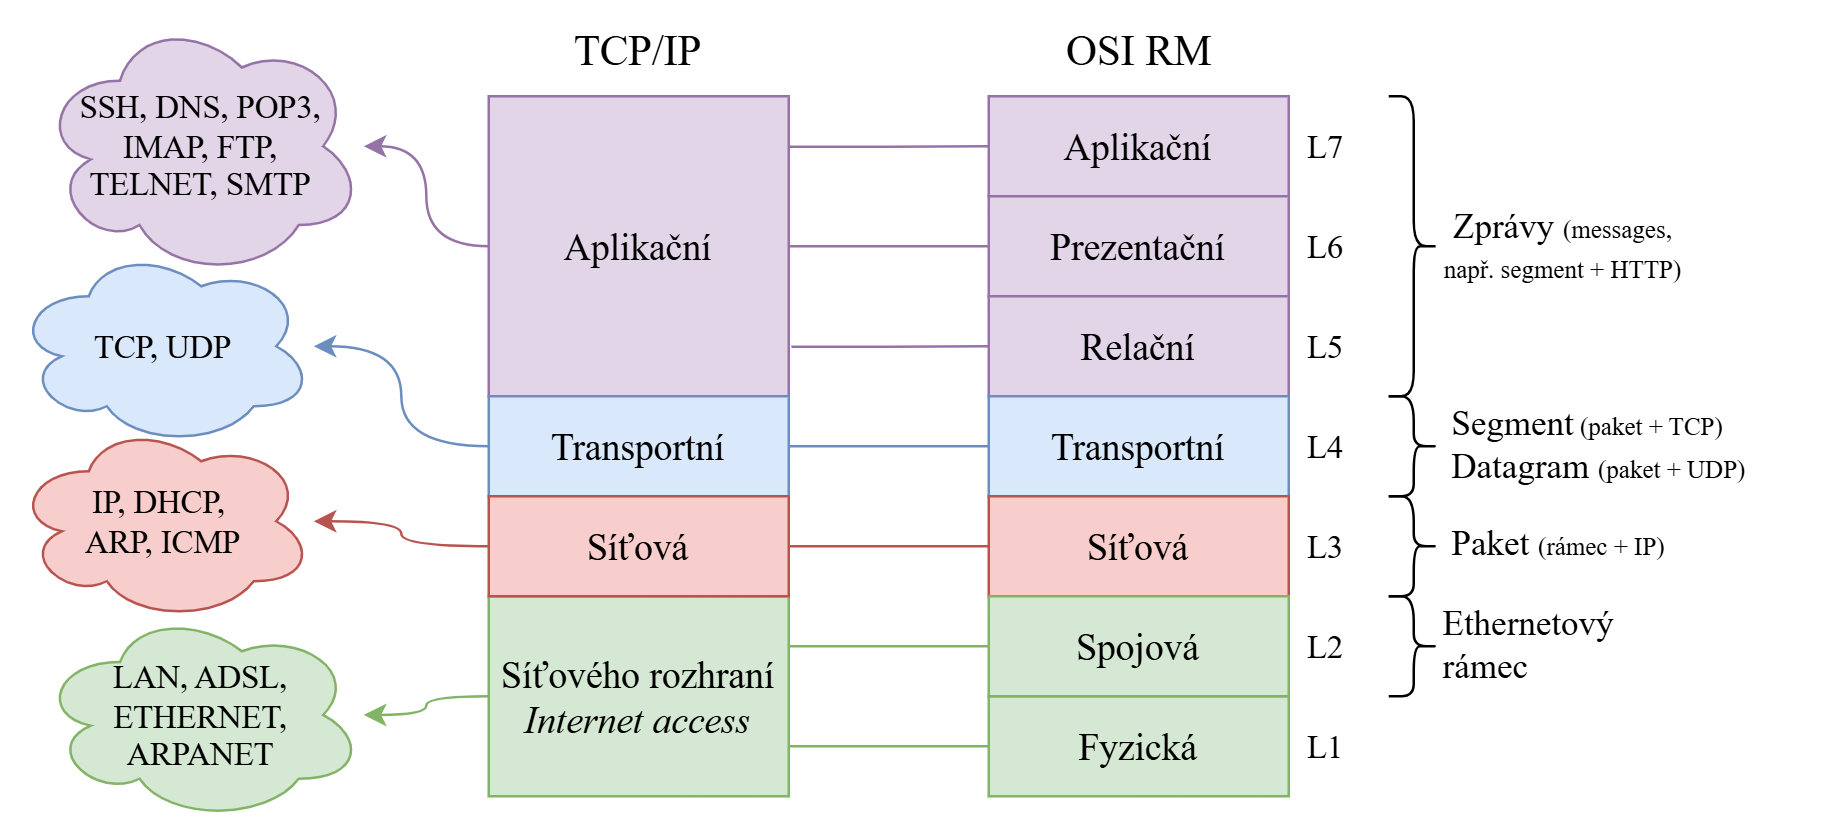 TCP/IP
OSI RM
SSH, DNS, POP3,
IMAP, FTP,
TELNET, SMTP
TCP, UDP
IP, DHCP,
ARP, ICMP
LAN, ADSL,
ETHERNET,
ARPANET
Aplikační
Transportní
Síťová
Síťového rozhraní
Internet access
Aplikační
L7
Prezentační
L6
Relační
L5
Transportní
L4
Síťová
L3
Spojová
L2
Fyzická
L1
Zprávy (messages,
např. segment + HTTP)
Segment (paket + TCP)
Datagram (paket + UDP)
Paket (rámec + IP)
Ethernetový
rámec